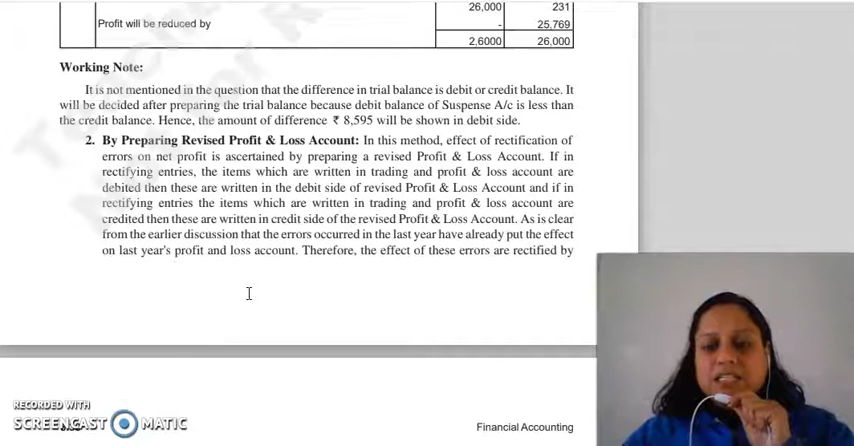 26,000 231
Profit will be reduced by - 25,769
2,6000 26,000
Working Note:
It is not mentioned in the question that the difference in trial balance is debit or credit balance. It
will be decided after preparing the trial balance because debit balance of Suspense A/c is less than
the credit balance. Hence, the amount of difference ₹ 8,595 will be shown in debit side.
2. By Preparing Revised Profit & Loss Account: In this method, effect of rectification of
errors on net profit is ascertained by preparing a revised Profit & Loss Account. If in
rectifying entries, the items which are written in trading and profit & loss account are
debited then these are written in the debit side of revised Profit & Loss Account and if in
rectifying entries the items which are written in trading and profit & loss account are
credited then these are written in credit side of the revised Profit & Loss Account. As is clear
from the earlier discussion that the errors occurred in the last year have already put the effect
on last year's profit and loss account. Therefore, the effect of these errors are rectified by
RECORDED WITH
SCREENCAST MATIC
Financial Accounting